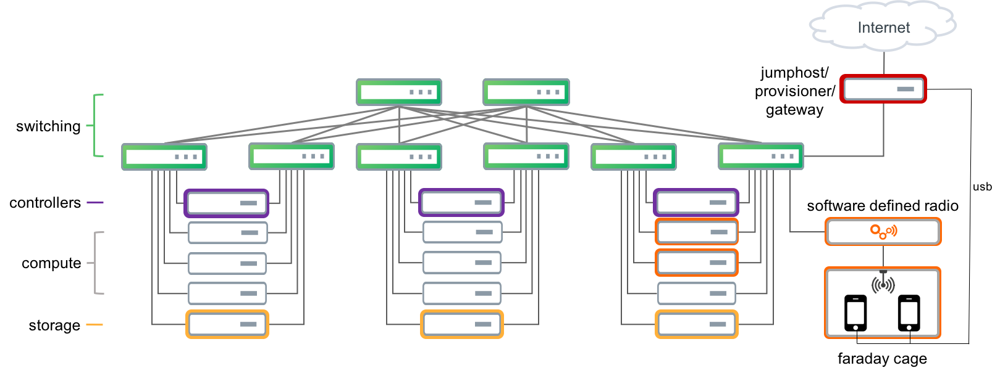 Internet
jumphost/
provisioner/
gateway
switching
usb
controllers
software defined radio
compute
storage
faraday cage